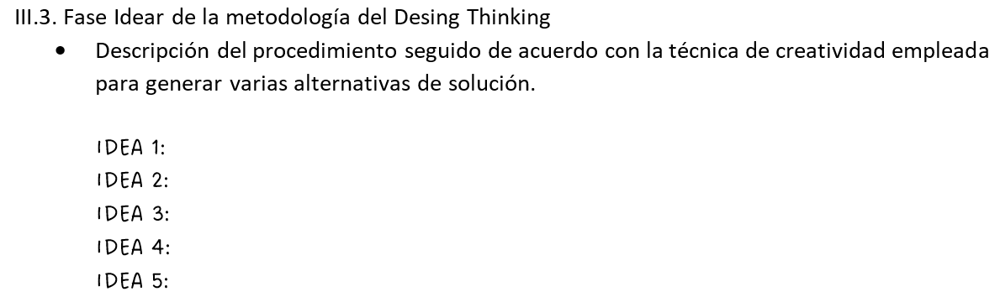 III.3. Fase Idear de la metodología del Desing Thinking
• Descripción del procedimiento seguido de acuerdo con la técnica de creatividad empleada
para generar varias alternativas de solución.
IDEA 1:
IDEA 2:
IDEA 3:
IDEA 4:
IDEA 5: